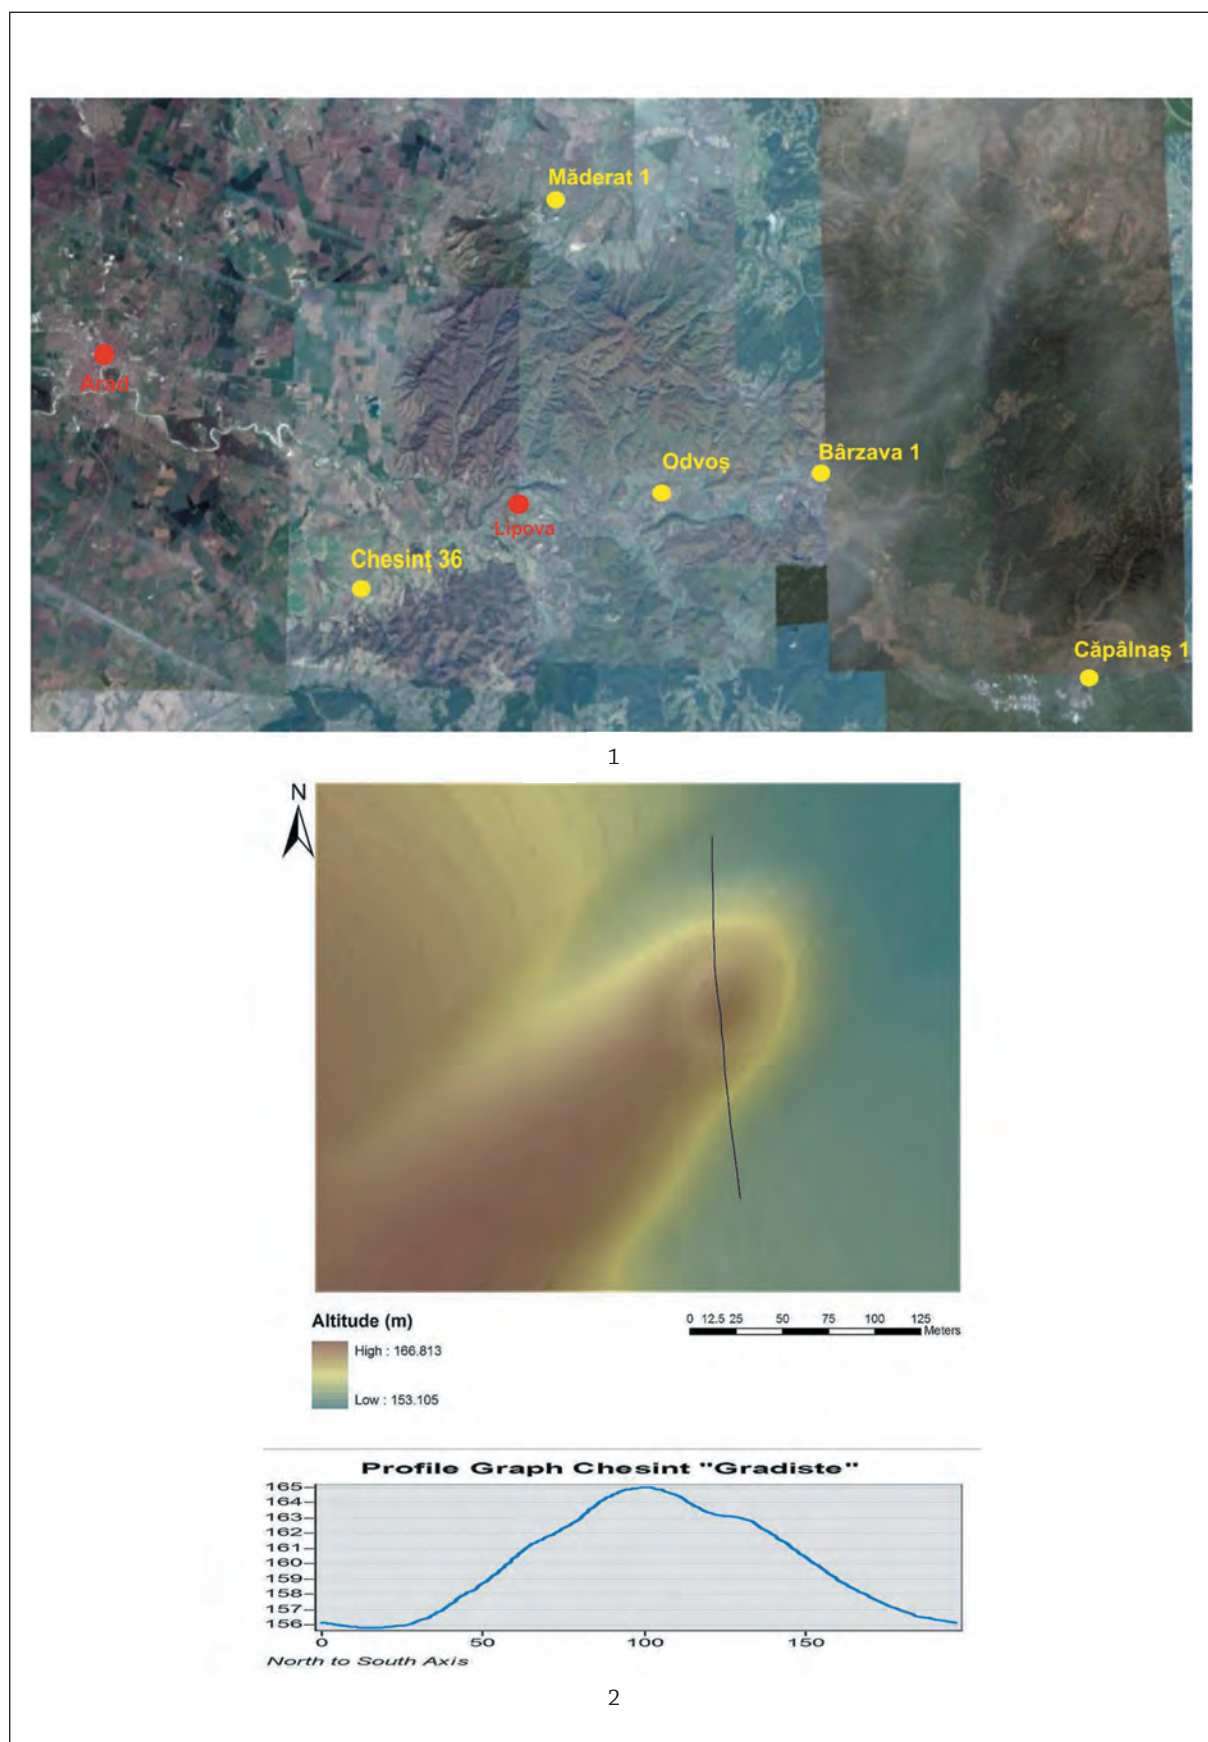 Măderat 1
Arad
Bârzava 1
Odvoș
Lipova
Chesinț 36
Căpâlnaș 1
1
N
Altitude (m)
High : 166.813
Low : 153.105
0 12.5 25 50 75 100 125
Meters
Profile Graph Chesint "Gradiste"
165
164
163
162
161
160
159
158
157
156
0 50 100 150
North to South Axis
2